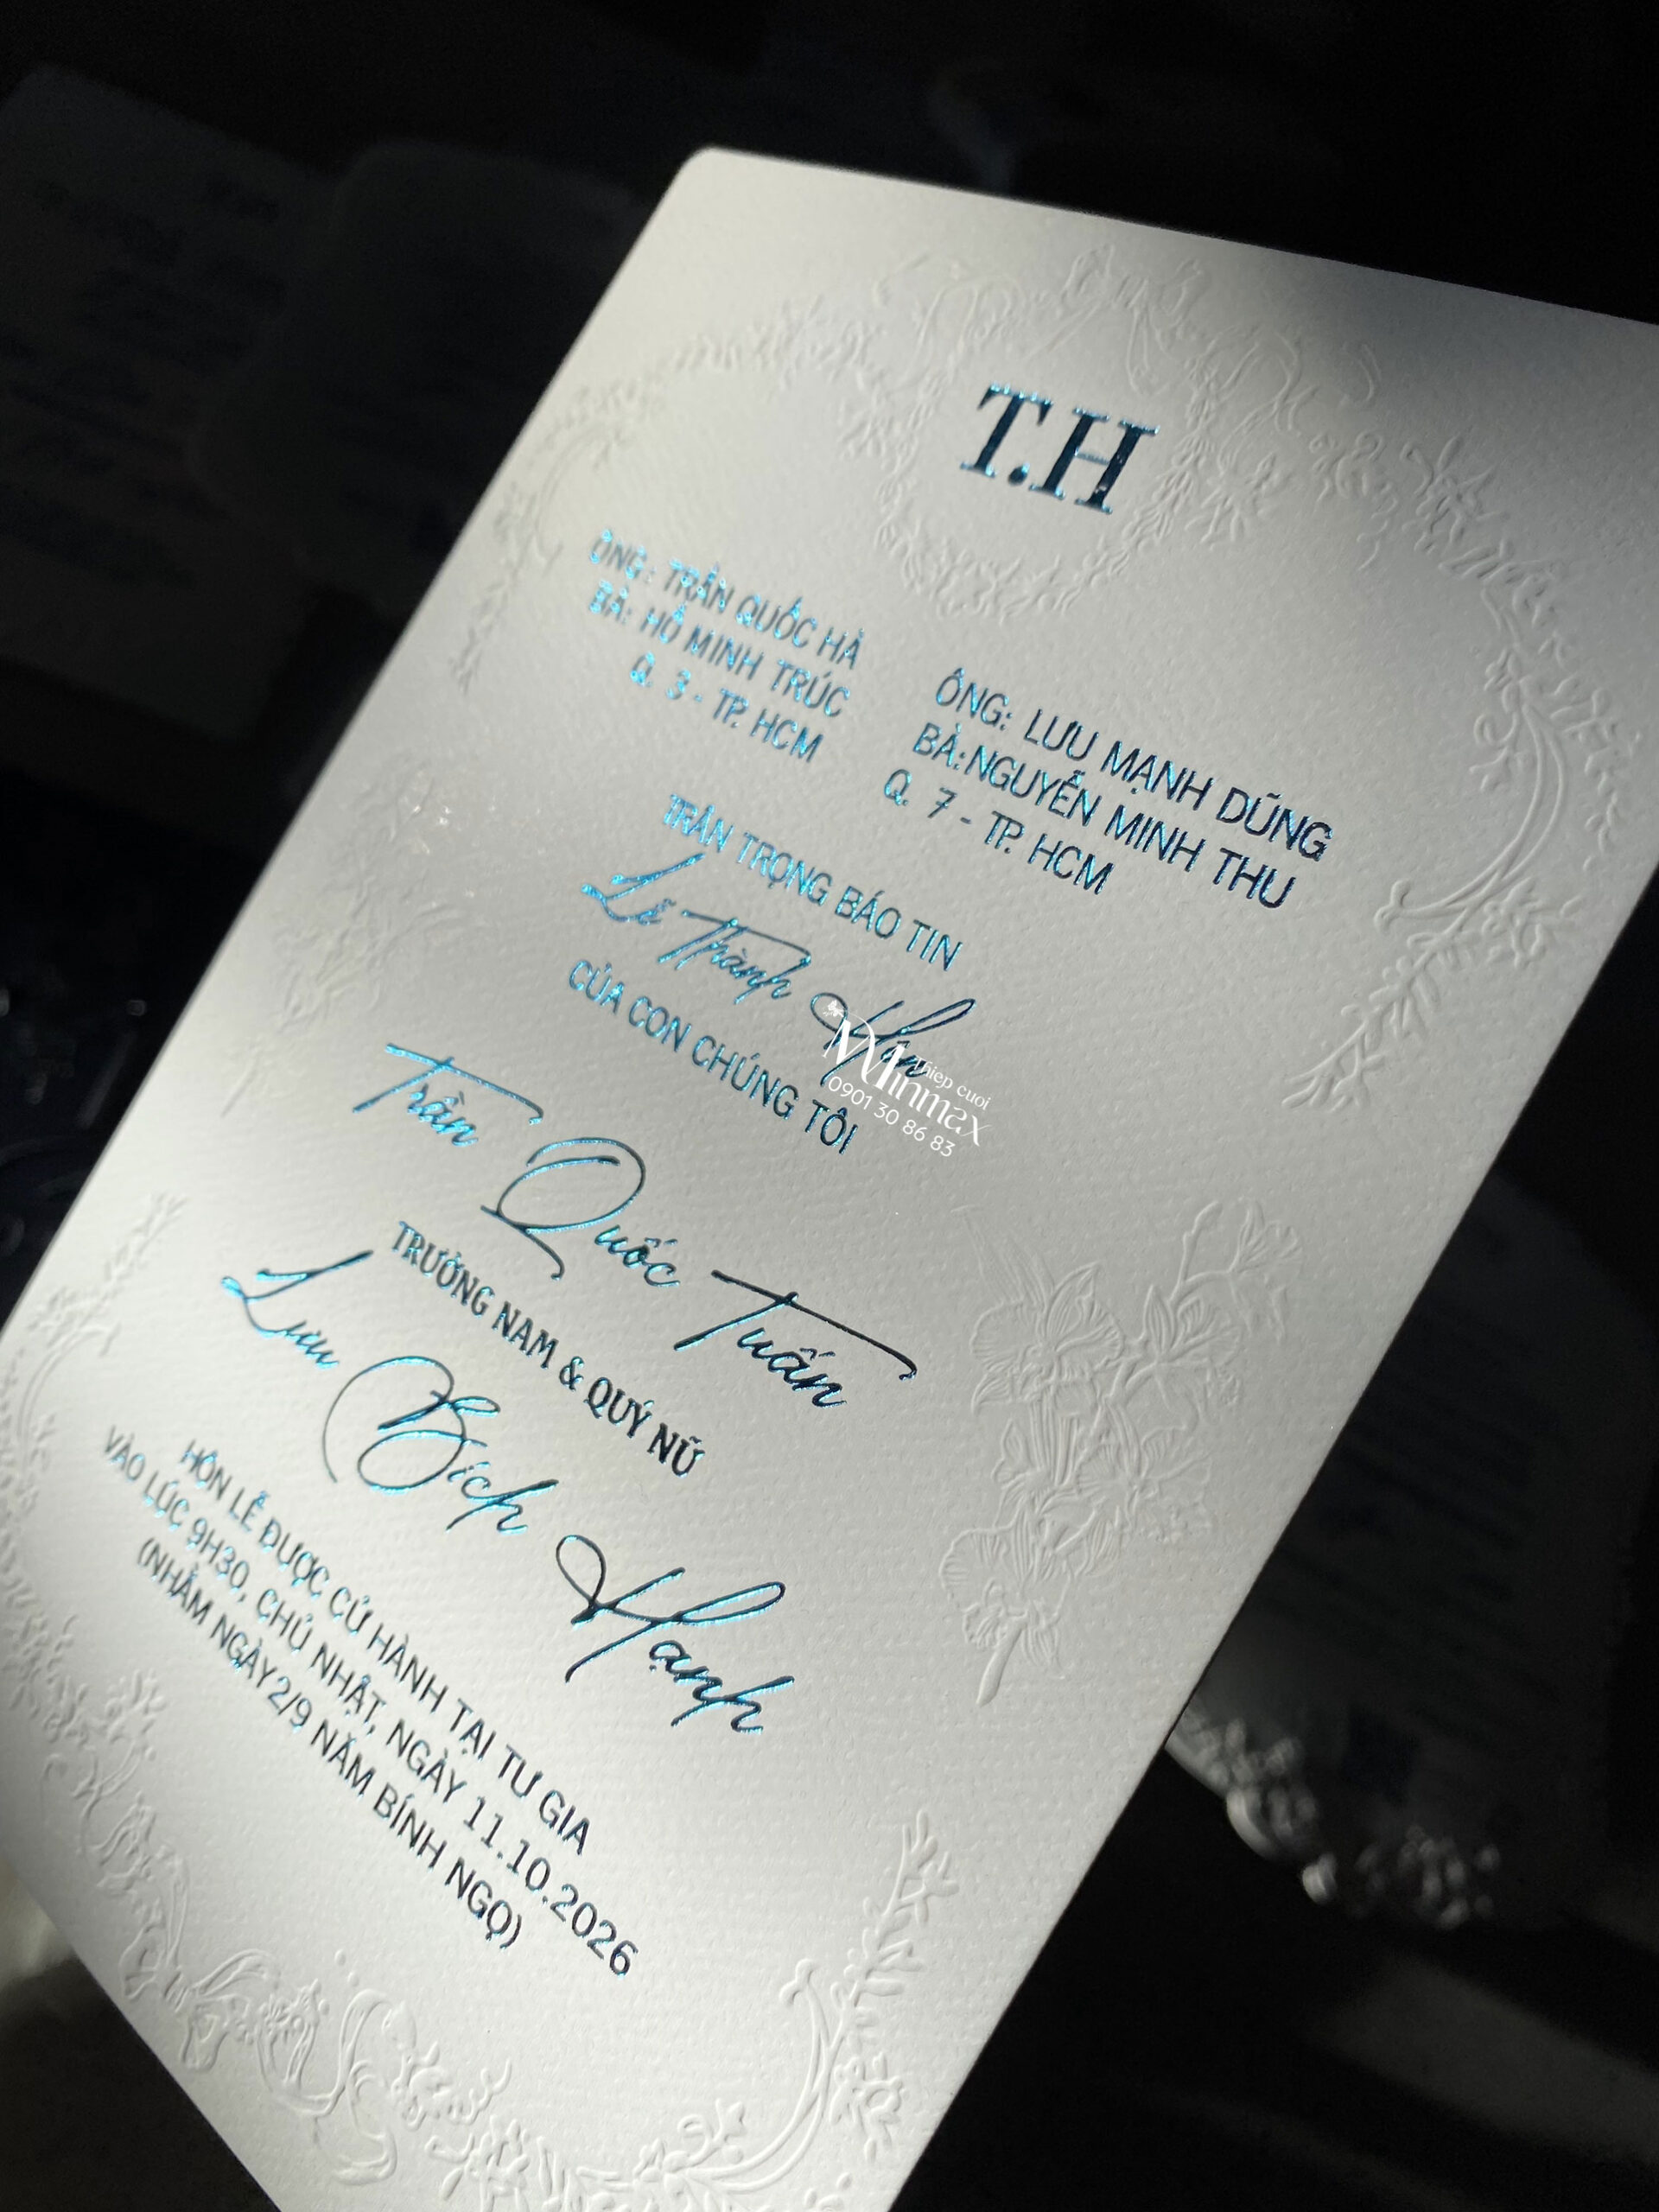 T.H
ÔNG: TRẦN QUỐC HÀ
BÀ: HỒ MINH TRÚC
Q. 3 - TP. HCM
ÔNG: LƯU MẠNH DŨNG
BÀ:NGUYỄN MINH THU
Q. 7 - TP. HCM
TRÂN TRỌNG BÁO TIN
Lễ Thành Hôn
CỦA CON CHÚNG TÔI
Thiep cuoi
Minmax
0901 30 86 83
Trần Quốc Tuấn
TRƯỞNG NAM & QUÝ NỮ
Lưu Bích Hạnh
HÔN LỄ ĐƯỢC CỬ HÀNH TẠI TƯ GIA
VÀO LÚC 9H30, CHỦ NHẬT, NGÀY 11.10.2026
(NHẰM NGÀY 2/9 NĂM BÍNH NGỌ)